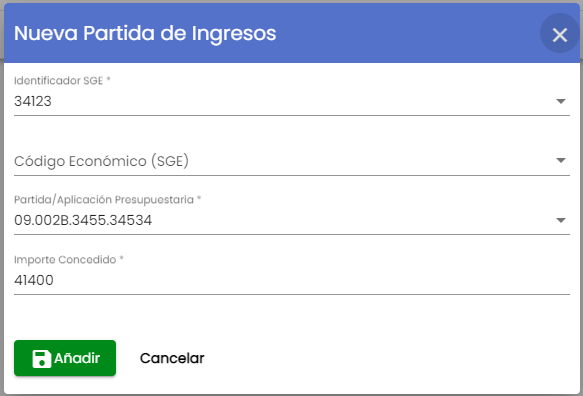 Nueva Partida de Ingresos
Identificador SGE *
34123
Código Económico (SGE)
Partida/Aplicación Presupuestaria *
09.002B.3455.34534
Importe Concedido *
41400
Añadir
Cancelar